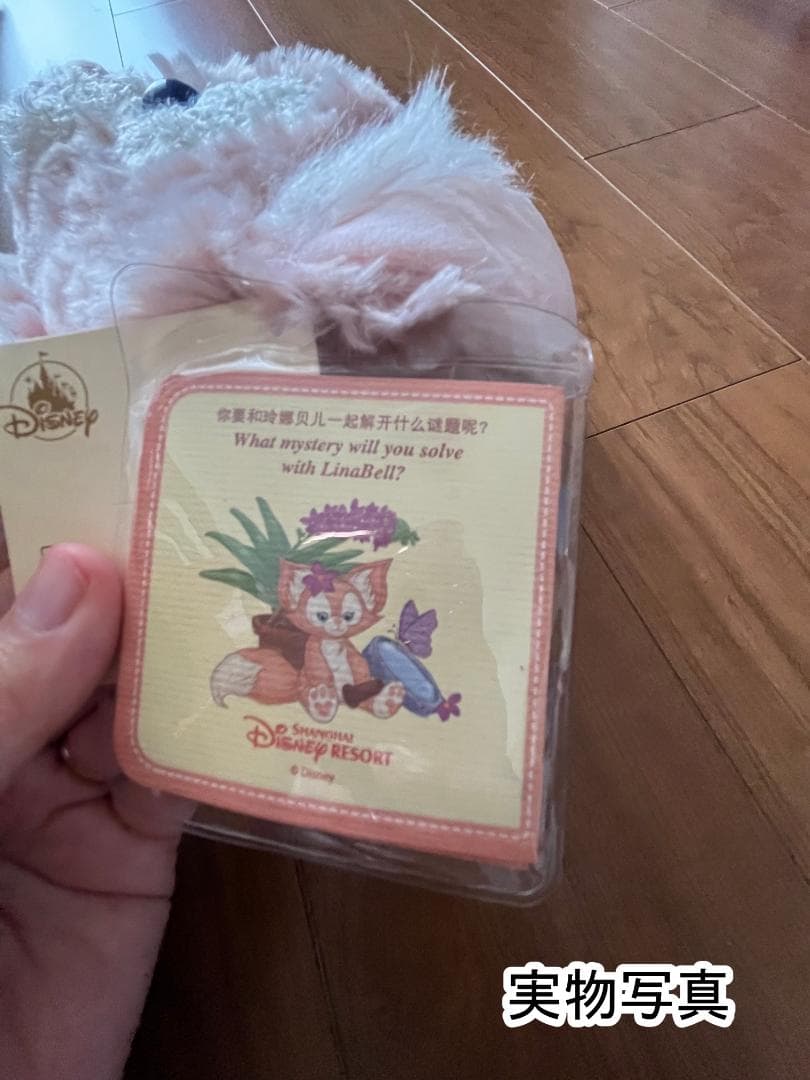 Disney
你要和玲娜贝儿一起解开什么谜题呢?
What mystery will you solve
with LinaBell?
SHANGHAI
Disney RESORT
© Disney
実物写真